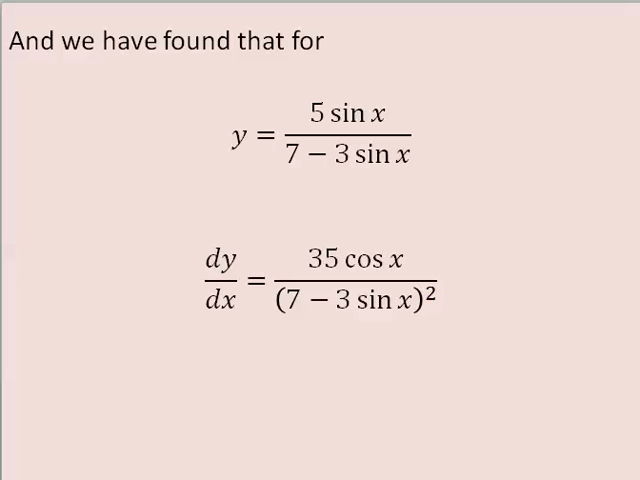 And we have found that for
y = 5 sin x / 7 − 3 sin x
dy/dx = 35 cos x / (7 − 3 sin x)²